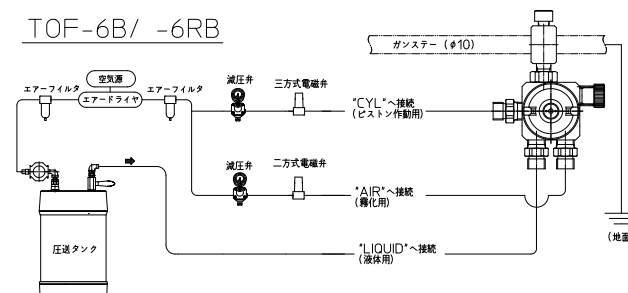 TOF-6B/ -6RB
ガンステー (φ10)
空気源
エアーフィルタ
エアードライヤ
エアーフィルタ
減圧弁
三方式電磁弁
"CYL"へ接続
(ピストン作動用)
減圧弁
二方式電磁弁
"AIR"へ接続
(霧化用)
圧送タンク
"LIQUID"へ接続
(液体用)
(地面